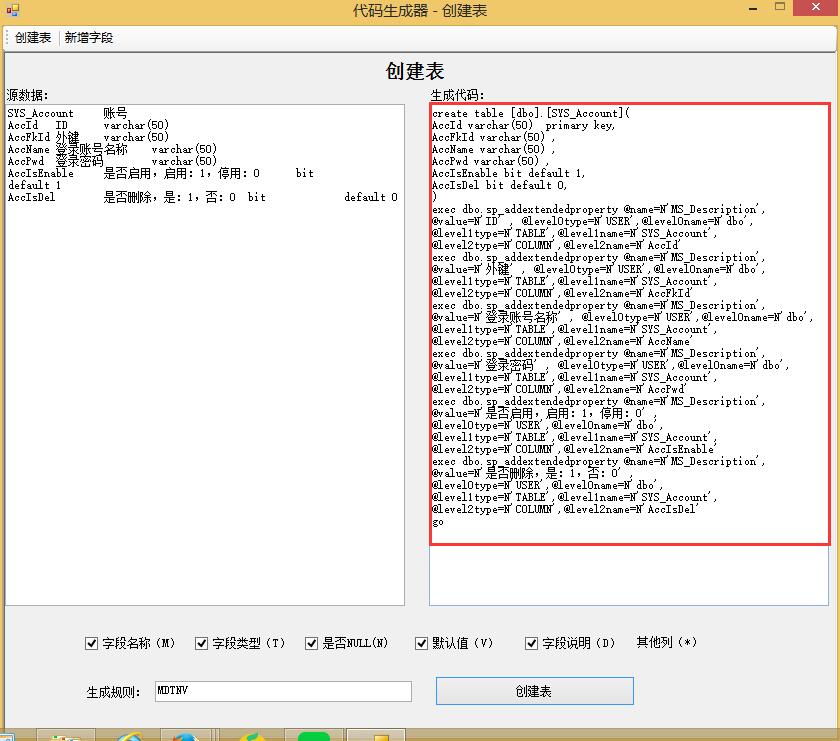 代码生成器 - 创建表
创建表 新增字段
创建表
源数据:
SYS_Account 账号
AccId ID varchar(50)
AccFkId 外键 varchar(50)
AccName 登录账号名称 varchar(50)
AccPwd 登录密码 varchar(50)
AccIsEnable 是否启用，启用：1，停用：0 bit
default 1
AccIsDel 是否删除，是：1，否：0 bit default 0
生成代码:
create table [dbo].[SYS_Account](
AccId varchar(50) primary key,
AccFkId varchar(50) ,
AccName varchar(50) ,
AccPwd varchar(50) ,
AccIsEnable bit default 1,
AccIsDel bit default 0,
)
exec dbo.sp_addextendedproperty @name=N'MS_Description',
@value=N'ID' , @level0type=N'USER',@level0name=N'dbo',
@level1type=N'TABLE',@level1name=N'SYS_Account',
@level2type=N'COLUMN',@level2name=N'AccId'
exec dbo.sp_addextendedproperty @name=N'MS_Description',
@value=N'外键' , @level0type=N'USER',@level0name=N'dbo',
@level1type=N'TABLE',@level1name=N'SYS_Account',
@level2type=N'COLUMN',@level2name=N'AccFkId'
exec dbo.sp_addextendedproperty @name=N'MS_Description',
@value=N'登录账号名称' , @level0type=N'USER',@level0name=N'dbo',
@level1type=N'TABLE',@level1name=N'SYS_Account',
@level2type=N'COLUMN',@level2name=N'AccName'
exec dbo.sp_addextendedproperty @name=N'MS_Description',
@value=N'登录密码' , @level0type=N'USER',@level0name=N'dbo',
@level1type=N'TABLE',@level1name=N'SYS_Account',
@level2type=N'COLUMN',@level2name=N'AccPwd'
exec dbo.sp_addextendedproperty @name=N'MS_Description',
@value=N'是否启用，启用：1，停用：0' ,
@level0type=N'USER',@level0name=N'dbo',
@level1type=N'TABLE',@level1name=N'SYS_Account',
@level2type=N'COLUMN',@level2name=N'AccIsEnable'
exec dbo.sp_addextendedproperty @name=N'MS_Description',
@value=N'是否删除，是：1，否：0' ,
@level0type=N'USER',@level0name=N'dbo',
@level1type=N'TABLE',@level1name=N'SYS_Account',
@level2type=N'COLUMN',@level2name=N'AccIsDel'
go
字段名称（M） 字段类型（T） 是否NULL(N) 默认值（V） 字段说明（D） 其他列（*）
生成规则: MDTNV 创建表